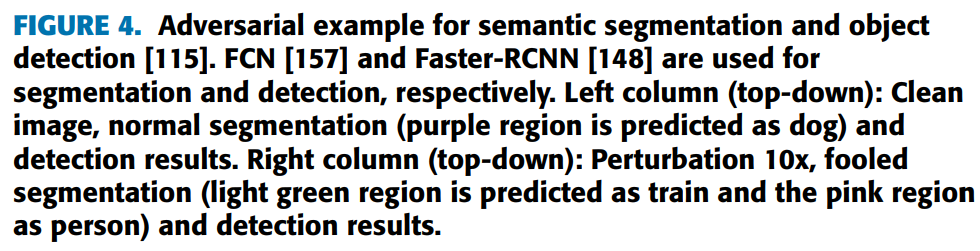 FIGURE 4. Adversarial example for semantic segmentation and object
detection [115]. FCN [157] and Faster-RCNN [148] are used for
segmentation and detection, respectively. Left column (top-down): Clean
image, normal segmentation (purple region is predicted as dog) and
detection results. Right column (top-down): Perturbation 10x, fooled
segmentation (light green region is predicted as train and the pink region
as person) and detection results.